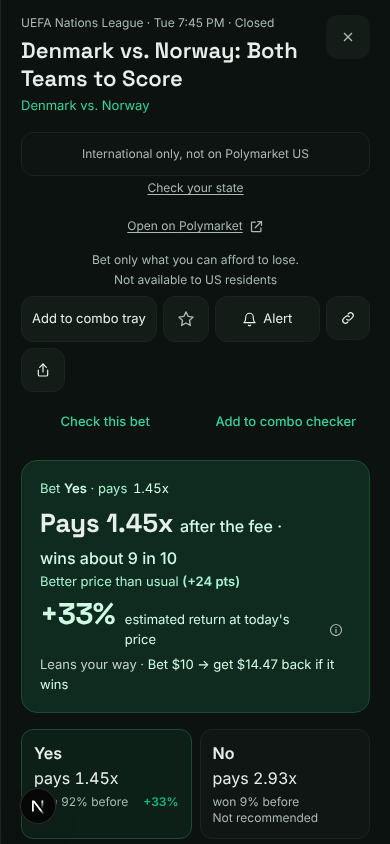 UEFA Nations League · Tue 7:45 PM · Closed
Denmark vs. Norway: Both
Teams to Score
Denmark vs. Norway
International only, not on Polymarket US
Check your state
Open on Polymarket
Bet only what you can afford to lose.
Not available to US residents
Add to combo tray
Alert
Check this bet
Add to combo checker
Bet Yes · pays 1.45x
Pays 1.45x after the fee ·
wins about 9 in 10
Better price than usual (+24 pts)
+33% estimated return at today's
price
Leans your way · Bet $10 → get $14.47 back if it
wins
Yes
pays 1.45x
92% before +33%
No
pays 2.93x
won 9% before
Not recommended
N